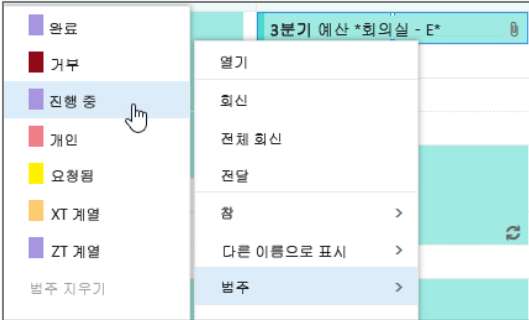 완료
거부
진행 중
개인
요청됨
XT 계열
ZT 계열
범주 지우기
3분기 예산 *회의실 - E*
열기
회신
전체 회신
전달
참
다른 이름으로 표시
범주